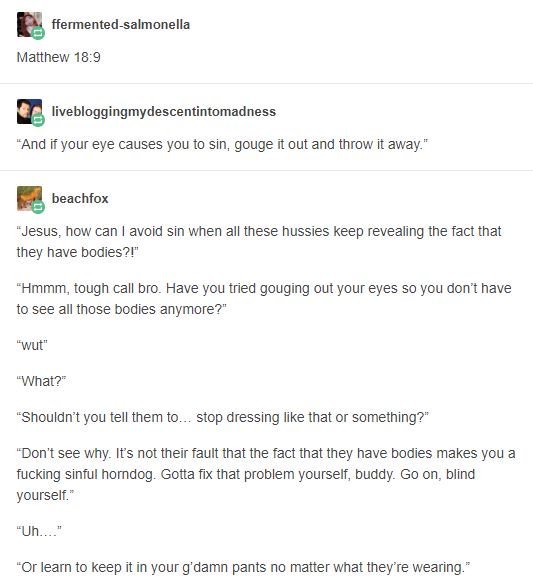 ffermented-salmonella
Matthew 18:9
livebloggingmydescentintomadness
“And if your eye causes you to sin, gouge it out and throw it away.”
beachfox
“Jesus, how can I avoid sin when all these hussies keep revealing the fact that
they have bodies?!”
“Hmmm, tough call bro. Have you tried gouging out your eyes so you don’t have
to see all those bodies anymore?”
“wut”
“What?”
“Shouldn’t you tell them to… stop dressing like that or something?”
“Don’t see why. It’s not their fault that the fact that they have bodies makes you a
fucking sinful horndog. Gotta fix that problem yourself, buddy. Go on, blind
yourself.”
“Uh….”
“Or learn to keep it in your g’damn pants no matter what they’re wearing.”